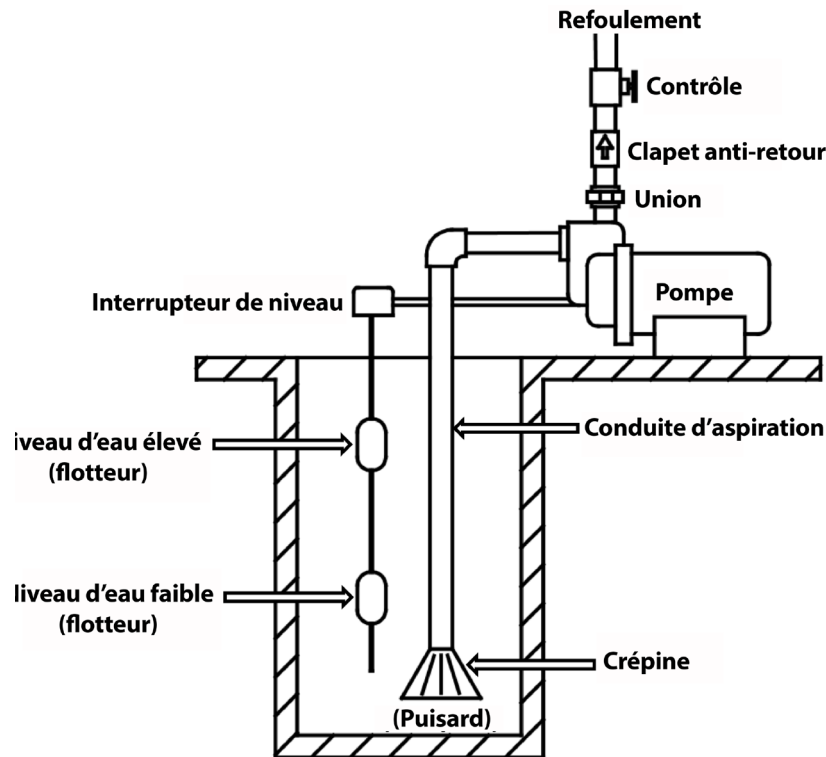 Refoulement
Contrôle
Clapet anti-retour
Union
Pompe
Interrupteur de niveau
iveau d'eau élevé
(flotteur)
Conduite d'aspiration
liveau d'eau faible
(flotteur)
Crépine
(Puisard)